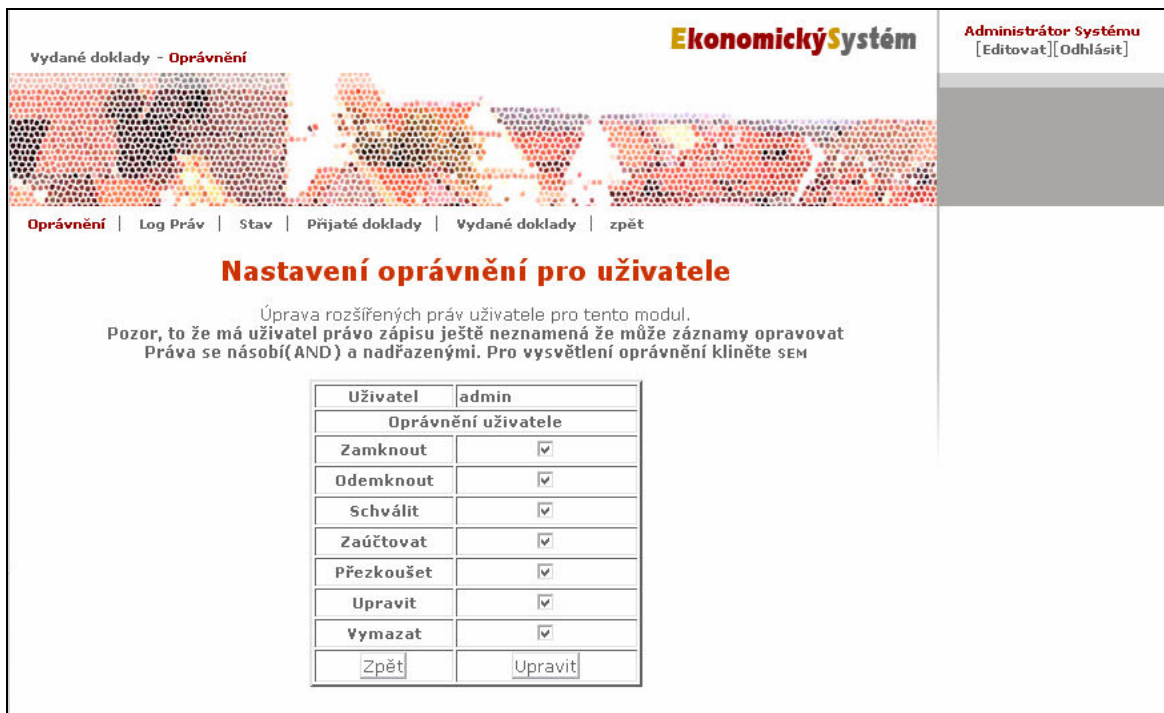 EkonomickýSystém
Administrátor Systému
[Editovat][Odhlásit]
Vydané doklady - Oprávnění
Oprávnění | Log Práv | Stav | Přijaté doklady | Vydané doklady | zpět
Nastavení oprávnění pro uživatele
Úprava rozšířených práv uživatele pro tento modul.
Pozor, to že má uživatel právo zápisu ještě neznamená že může záznamy opravovat
Práva se násobí(AND) a nadřazenými. Pro vysvětlení oprávnění kliněte SEM
Uživatel admin
Oprávnění uživatele
Zamknout
Odemknout
Schválit
Zaúčtovat
Přezkoušet
Upravit
Vymazat
Zpět Upravit